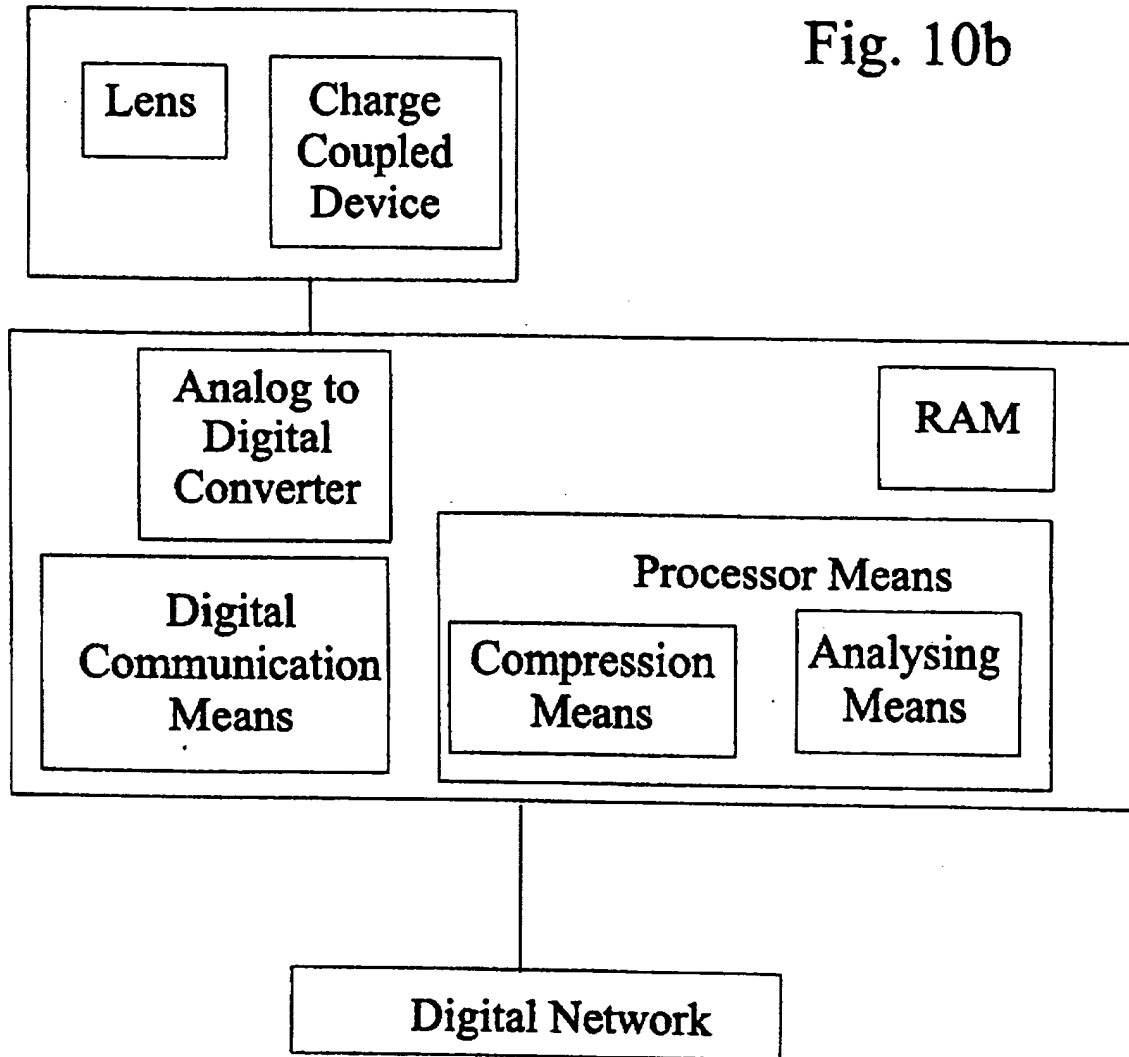 Fig. 10b
Lens
Charge
Coupled
Device
Analog to
Digital
Converter
RAM
Digital
Communication
Means
Processor Means
Compression
Means
Analysing
Means
Digital Network